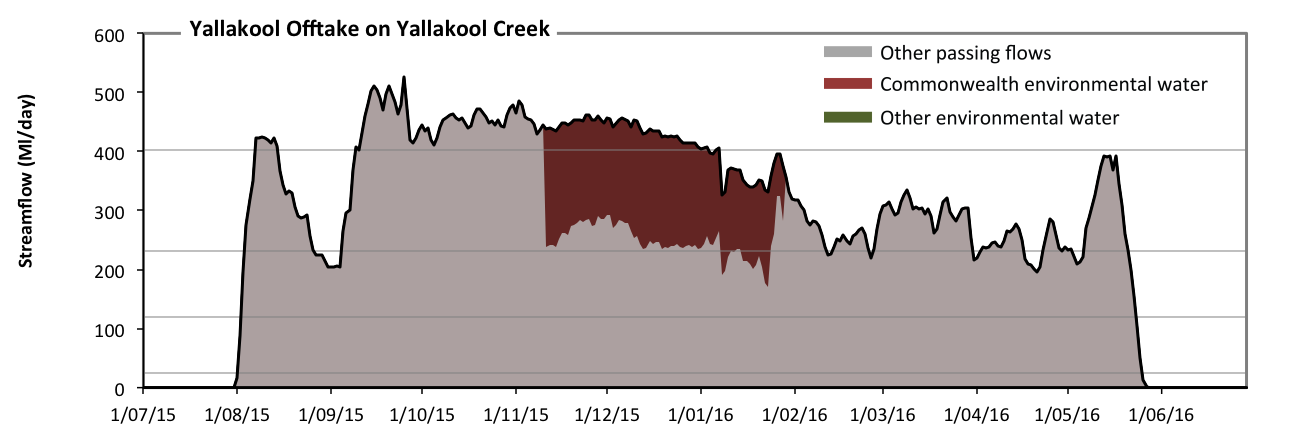 Yallakool Offtake on Yallakool Creek
Streamflow (Ml/day)
600
500
400
300
200
100
0
Other passing flows
Commonwealth environmental water
Other environmental water
1/07/15 1/08/15 1/09/15 1/10/15 1/11/15 1/12/15 1/01/16 1/02/16 1/03/16 1/04/16 1/05/16 1/06/16